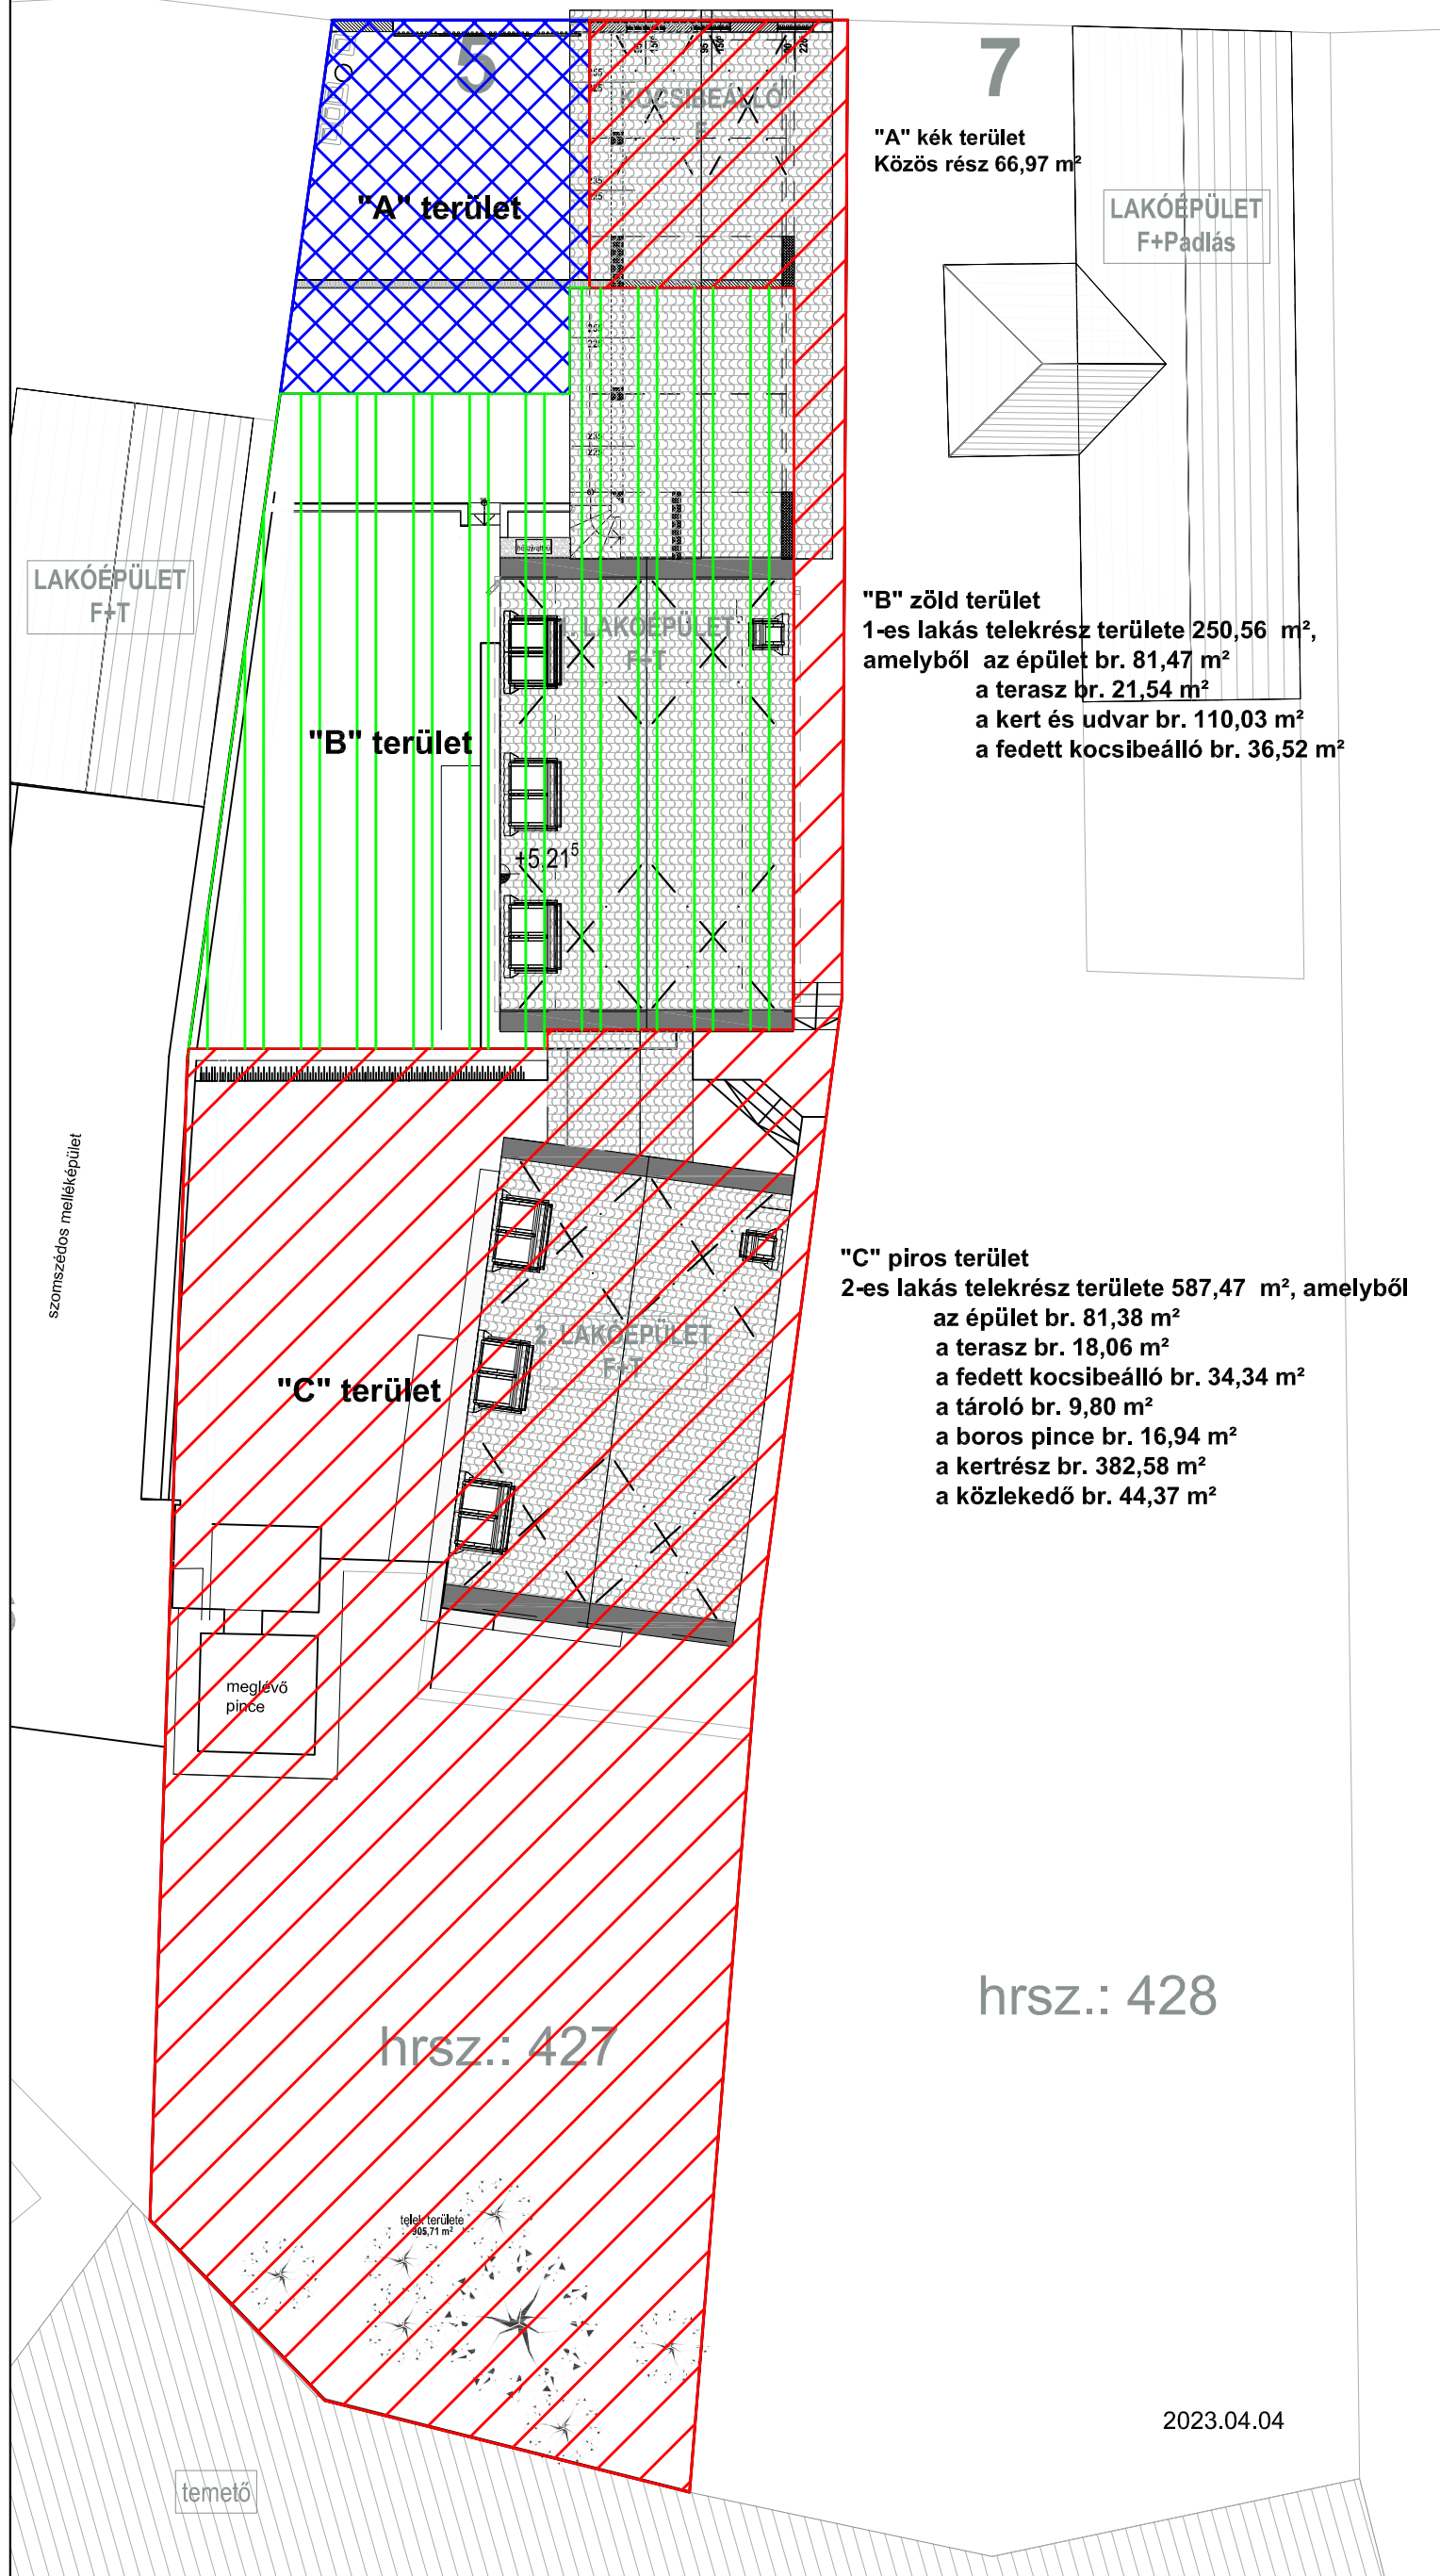 5
7
KOCSIBEÁLLÓ
F
"A" kék terület
Közös rész 66,97 m²
"A" terület
LAKÓÉPÜLET
F+Padlás
LAKÓÉPÜLET
F+T
"B" zöld terület
1-es lakás telekrész területe 250,56 m²,
amelyből az épület br. 81,47 m²
a terasz br. 21,54 m²
a kert és udvar br. 110,03 m²
a fedett kocsibeálló br. 36,52 m²
LAKÓÉPÜLET
F+T
"B" terület
+5,21⁵
szomszédos melléképület
"C" piros terület
2-es lakás telekrész területe 587,47 m², amelyből
az épület br. 81,38 m²
a terasz br. 18,06 m²
a fedett kocsibeálló br. 34,34 m²
a tároló br. 9,80 m²
a boros pince br. 16,94 m²
a kertrész br. 382,58 m²
a közlekedő br. 44,37 m²
2. LAKÓÉPÜLET
F+T
"C" terület
meglévő
pince
hrsz.: 428
hrsz.: 427
telek területe
905,71 m²
2023.04.04
temető